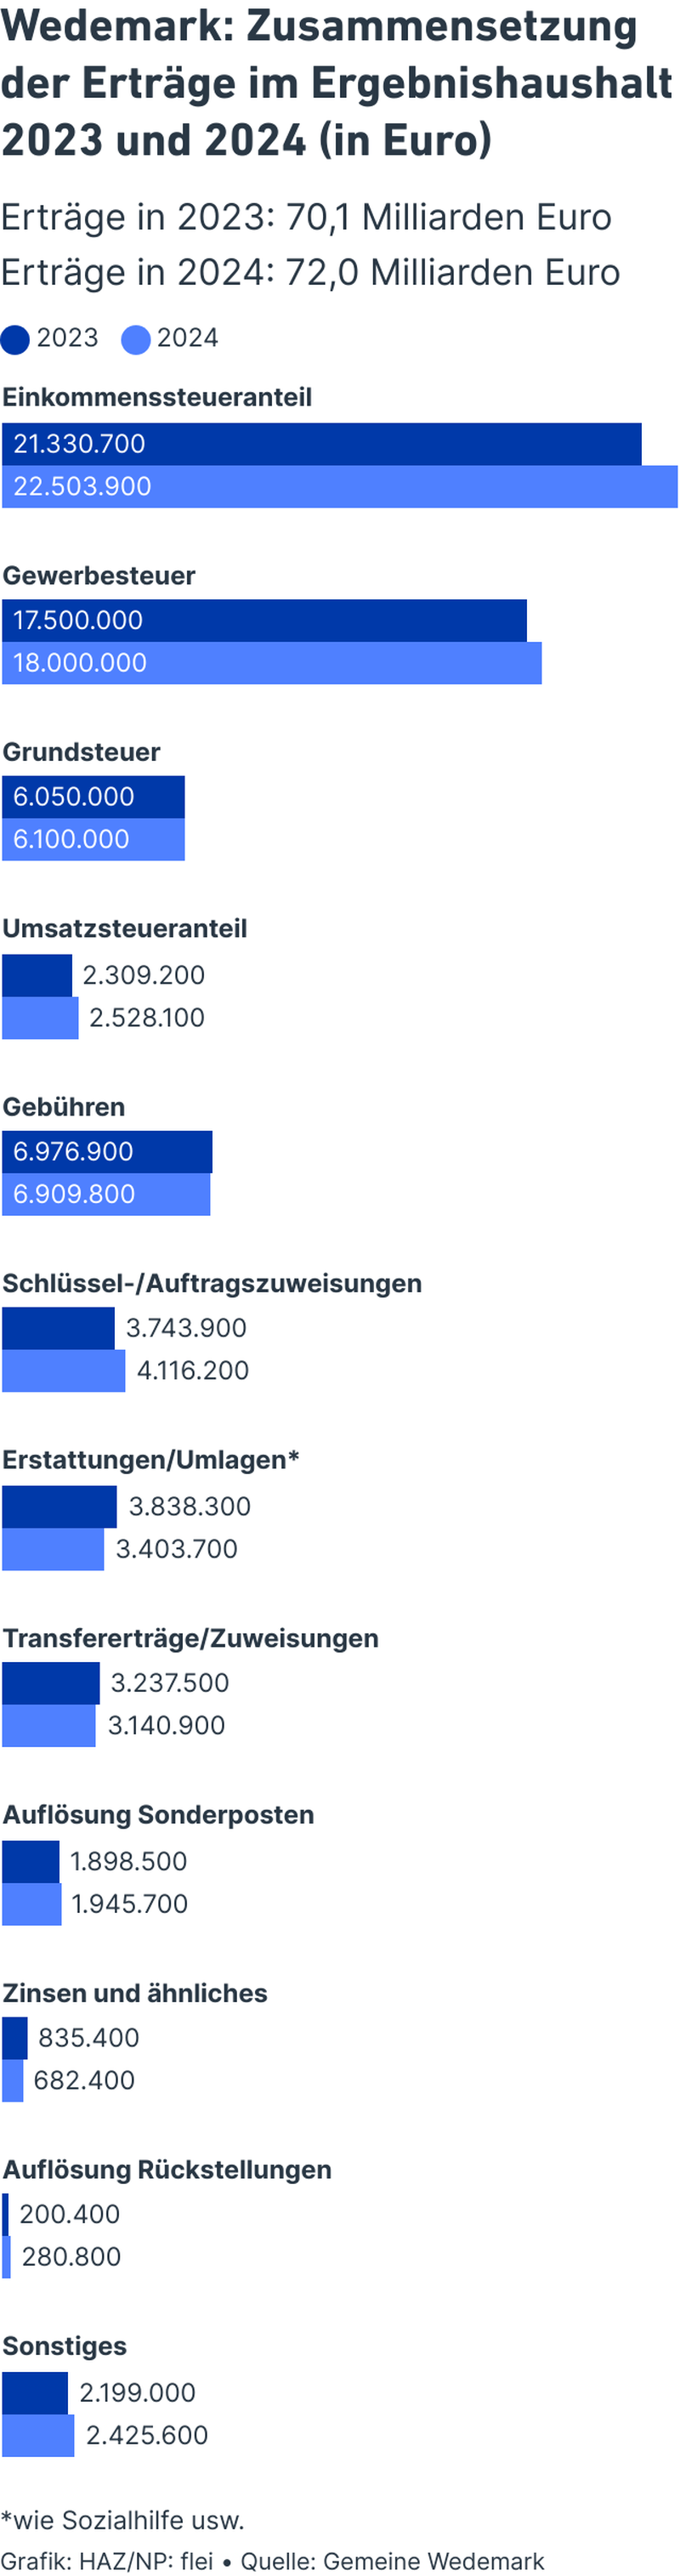 Wedemark: Zusammensetzung
der Erträge im Ergebnishaushalt
2023 und 2024 (in Euro)
Erträge in 2023: 70,1 Milliarden Euro
Erträge in 2024: 72,0 Milliarden Euro
2023 2024
Einkommenssteueranteil
21.330.700
22.503.900
Gewerbesteuer
17.500.000
18.000.000
Grundsteuer
6.050.000
6.100.000
Umsatzsteueranteil
2.309.200
2.528.100
Gebühren
6.976.900
6.909.800
Schlüssel-/Auftragszuweisungen
3.743.900
4.116.200
Erstattungen/Umlagen*
3.838.300
3.403.700
Transfererträge/Zuweisungen
3.237.500
3.140.900
Auflösung Sonderposten
1.898.500
1.945.700
Zinsen und ähnliches
835.400
682.400
Auflösung Rückstellungen
200.400
280.800
Sonstiges
2.199.000
2.425.600
*wie Sozialhilfe usw.
Grafik: HAZ/NP: flei • Quelle: Gemeine Wedemark